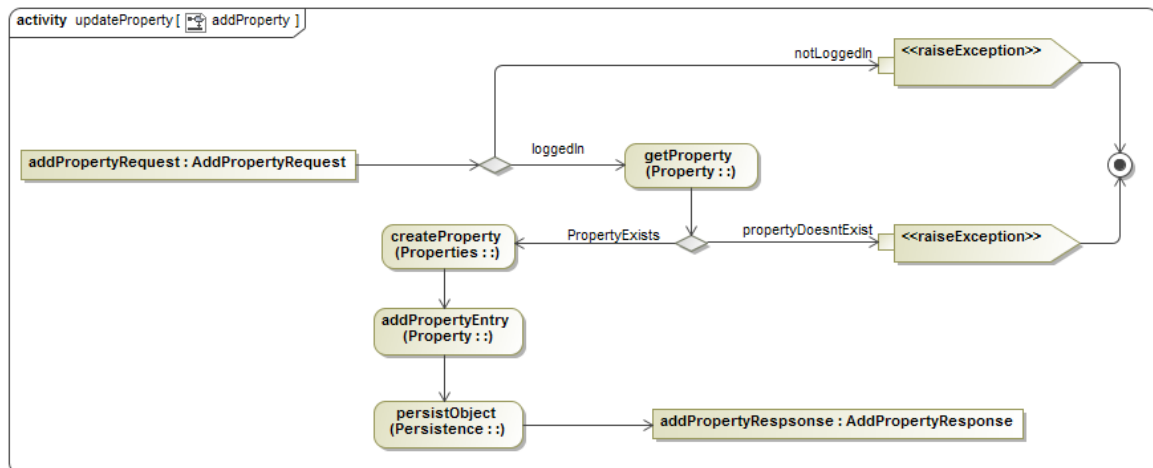 activity updateProperty [ addProperty ]
notLoggedIn
<<raiseException>>
addPropertyRequest : AddPropertyRequest
loggedIn
getProperty
(Property : :)
createProperty
(Properties : :)
PropertyExists
propertyDoesntExist
<<raiseException>>
addPropertyEntry
(Property : :)
persistObject
(Persistence : :)
addPropertyRespsonse : AddPropertyResponse